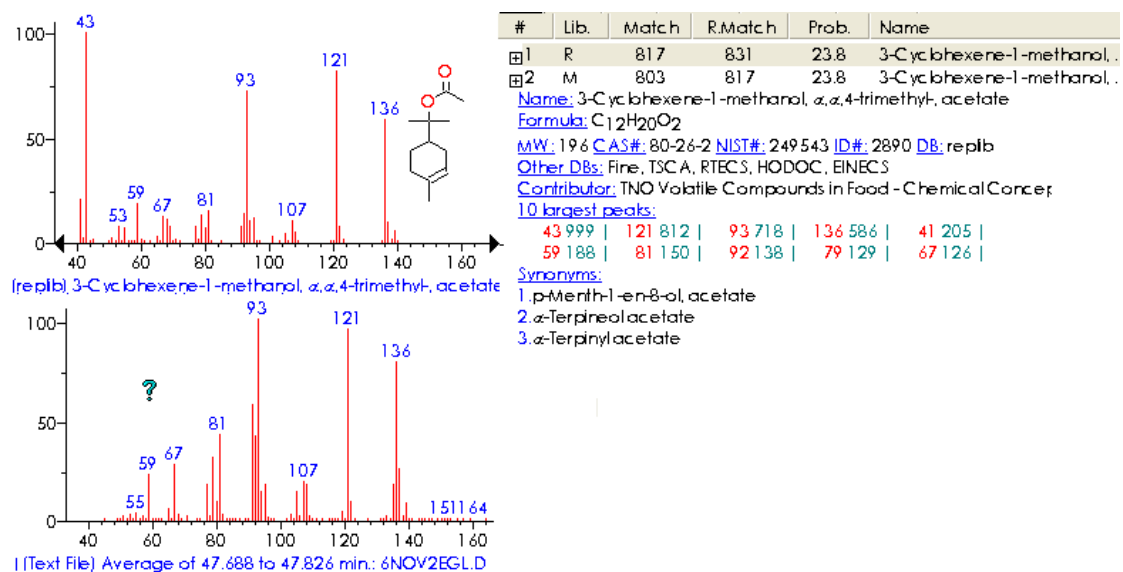 43
100
121
93
136
O
O
50
59
81
67
107
53
0
40 60 80 100 120 140 160
(replib) 3-Cyclohexene-1-methanol, α,α,4-trimethyl-, acetate
93
121
100
136
?
50
81
59
67
107
55
151 164
0
40 60 80 100 120 140 160
(Text File) Average of 47.688 to 47.826 min.: 6NOV2EGL.D
# Lib. Match R.Match Prob. Name
1 R 817 831 23.8 3-Cyclohexene-1-methanol, .
2 M 803 817 23.8 3-Cyclohexene-1-methanol, .
Name: 3-Cyclohexene-1-methanol, α,α,4-trimethyl-, acetate
Formula: C12H20O2
MW: 196 CAS#: 80-26-2 NIST#: 249543 ID#: 2890 DB: replib
Other DBs: Fine, TSCA, RTECS, HODOC, EINECS
Contributor: TNO Volatile Compounds in Food - Chemical Concep
10 largest peaks:
43 999 | 121 812 | 93 718 | 136 586 | 41 205 |
59 188 | 81 150 | 92 138 | 79 129 | 67 126 |
Synonyms:
1.p-Menth-1-en-8-ol, acetate
2.α-Terpineol acetate
3.α-Terpinyl acetate